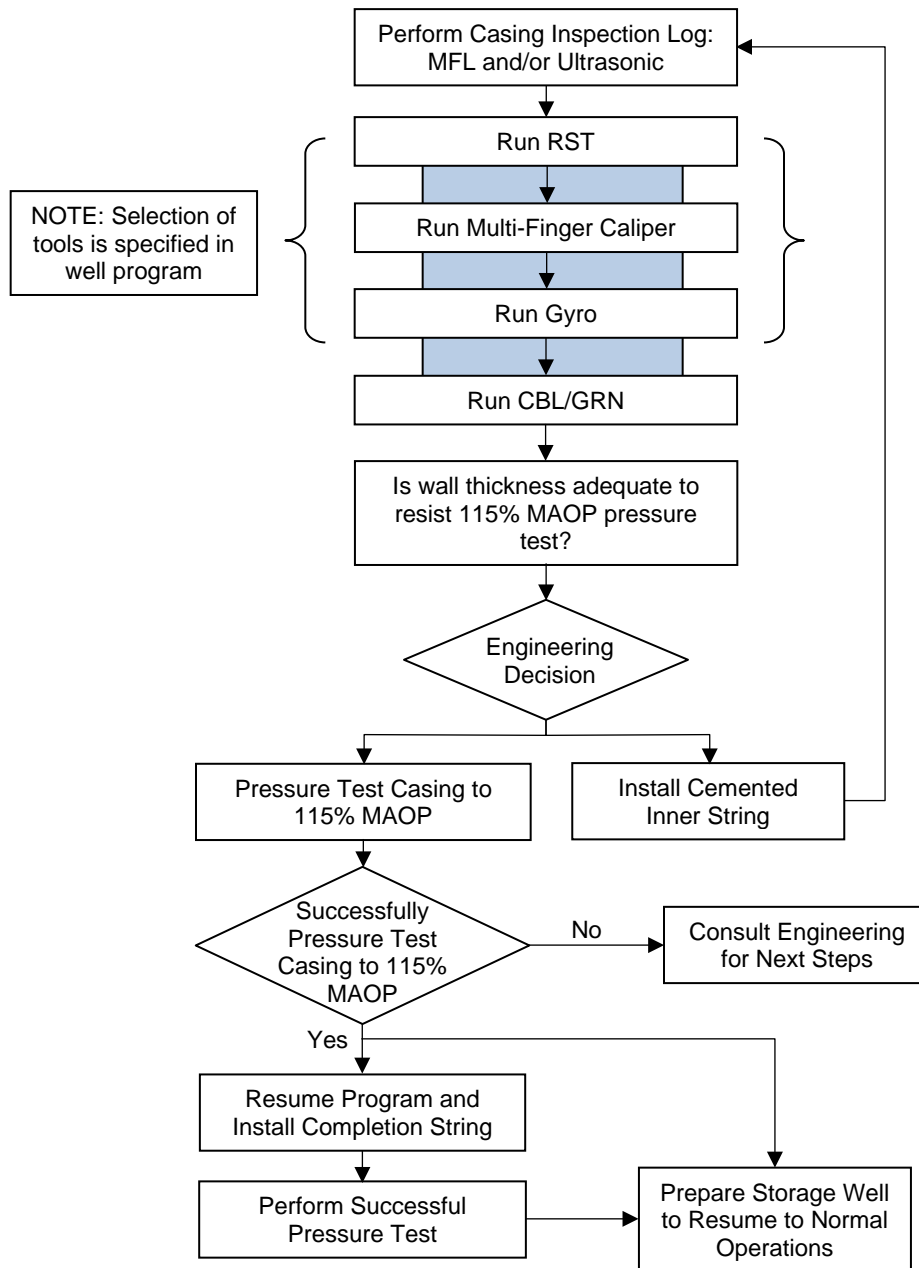 Perform Casing Inspection Log:
MFL and/or Ultrasonic
Run RST
NOTE: Selection of
tools is specified in
well program
Run Multi-Finger Caliper
Run Gyro
Run CBL/GRN
Is wall thickness adequate to
resist 115% MAOP pressure
test?
Engineering
Decision
Pressure Test Casing to
115% MAOP
Install Cemented
Inner String
Successfully
Pressure Test
Casing to 115%
MAOP
No
Consult Engineering
for Next Steps
Yes
Resume Program and
Install Completion String
Perform Successful
Pressure Test
Prepare Storage Well
to Resume to Normal
Operations